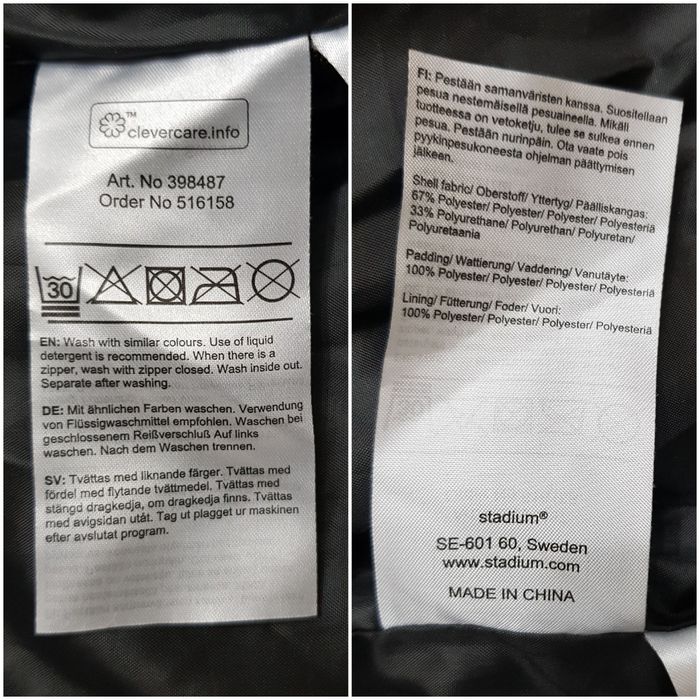 ™
clevercare.info
Art. No 398487
Order No 516158
30
EN: Wash with similar colours. Use of liquid
detergent is recommended. When there is a
zipper, wash with zipper closed. Wash inside out.
Separate after washing.
DE: Mit ähnlichen Farben waschen. Verwendung
von Flüssigwaschmittel empfohlen. Waschen bei
geschlossenem Reißverschluß Auf links
waschen. Nach dem Waschen trennen.
SV: Tvättas med liknande färger. Tvättas med
fördel med flytande tvättmedel. Tvättas
stängd dragkedja, om dragkedja finns. Tvättas
med avigsidan utåt. Tag ut plagget ur maskinen
efter avslutat program.
FI: Pestään samanväristen kanssa. Suositellaan
pesua nestemäisellä pesuaineella. Mikäli
tuotteessa on vetoketju, tulee se sulkea ennen
pesua. Pestään nurinpäin. Ota vaate pois
pyykinpesukoneesta ohjelman päättymisen
jälkeen.
Shell fabric/ Oberstoff/ Yttertyg/ Päälliskangas:
67% Polyester/ Polyester/ Polyester/ Polyesteriä
33% Polyurethane/ Polyurethan/ Polyuretan/
Polyuretaania
Padding/ Wattierung/ Vaddering/ Vanutäyte:
100% Polyester/ Polyester/ Polyester/ Polyesteriä
Lining/ Fütterung/ Foder/ Vuori:
100% Polyester/ Polyester/ Polyester/ Polyesteriä
stadium®
SE-601 60, Sweden
www.stadium.com
MADE IN CHINA